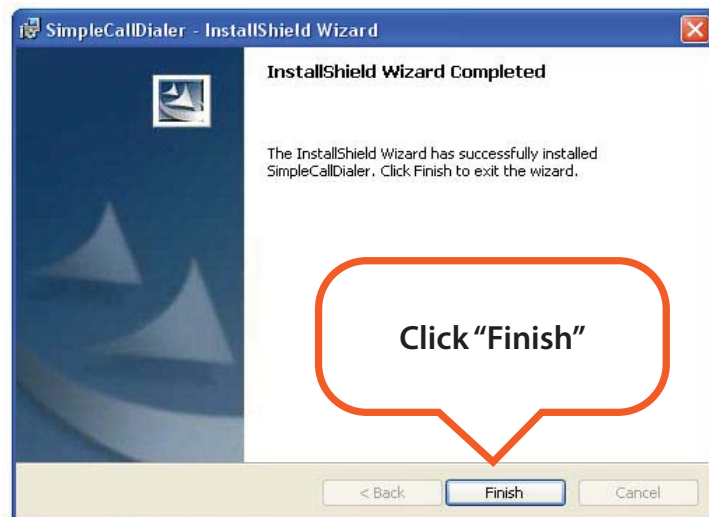 SimpleCallDialer - InstallShield Wizard
InstallShield Wizard Completed
The InstallShield Wizard has successfully installed
SimpleCallDialer. Click Finish to exit the wizard.
Click “Finish”
< Back Finish Cancel